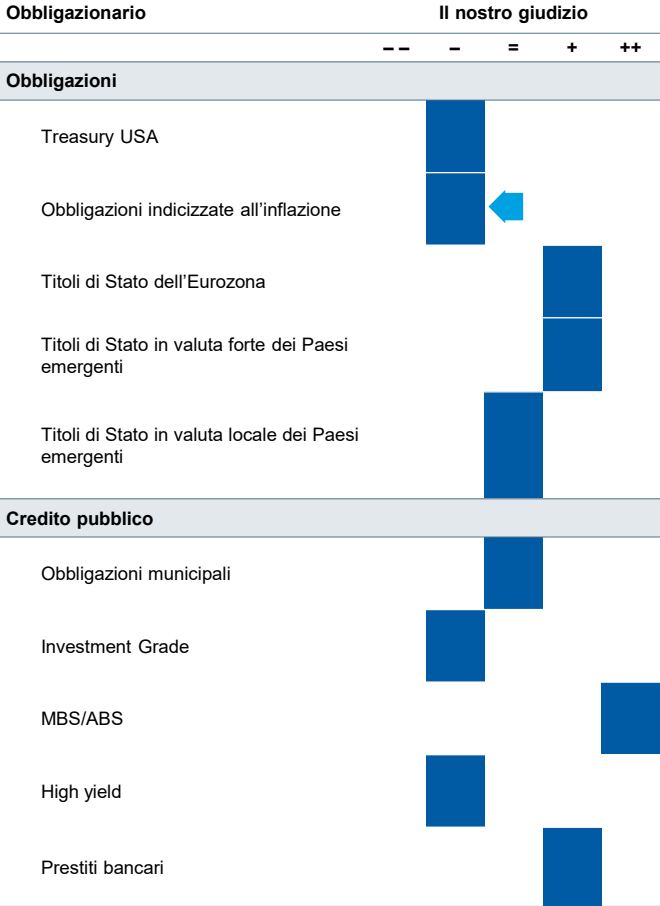 Obbligazionario Il nostro giudizio
– – – = + ++
Obbligazioni
Treasury USA
Obbligazioni indicizzate all’inflazione
Titoli di Stato dell’Eurozona
Titoli di Stato in valuta forte dei Paesi
emergenti
Titoli di Stato in valuta locale dei Paesi
emergenti
Credito pubblico
Obbligazioni municipali
Investment Grade
MBS/ABS
High yield
Prestiti bancari